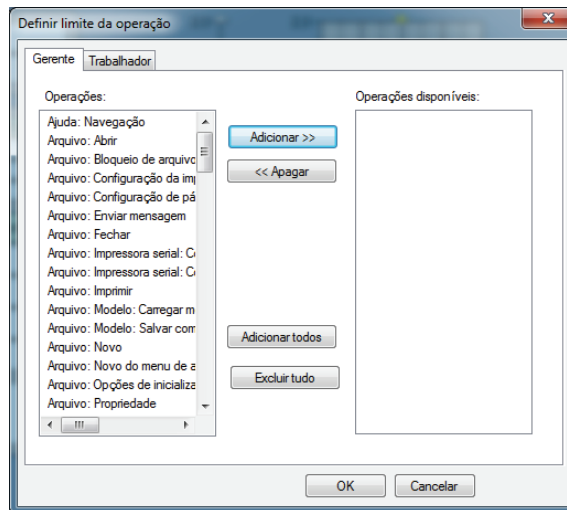 Definir limite da operação
Gerente
Trabalhador
Operações:
Operações disponíveis:
Ajuda: Navegação
Arquivo: Abrir
Arquivo: Bloqueio de arquivo
Arquivo: Configuração da im
Arquivo: Configuração de pá
Arquivo: Enviar mensagem
Arquivo: Fechar
Arquivo: Impressora serial: C
Arquivo: Impressora serial: C
Arquivo: Imprimir
Arquivo: Modelo: Carregar m
Arquivo: Modelo: Salvar com
Arquivo: Novo
Arquivo: Novo do menu de a
Arquivo: Opções de inicializa
Arquivo: Propriedade
Adicionar >>
<< Apagar
Adicionar todos
Excluir tudo
OK
Cancelar